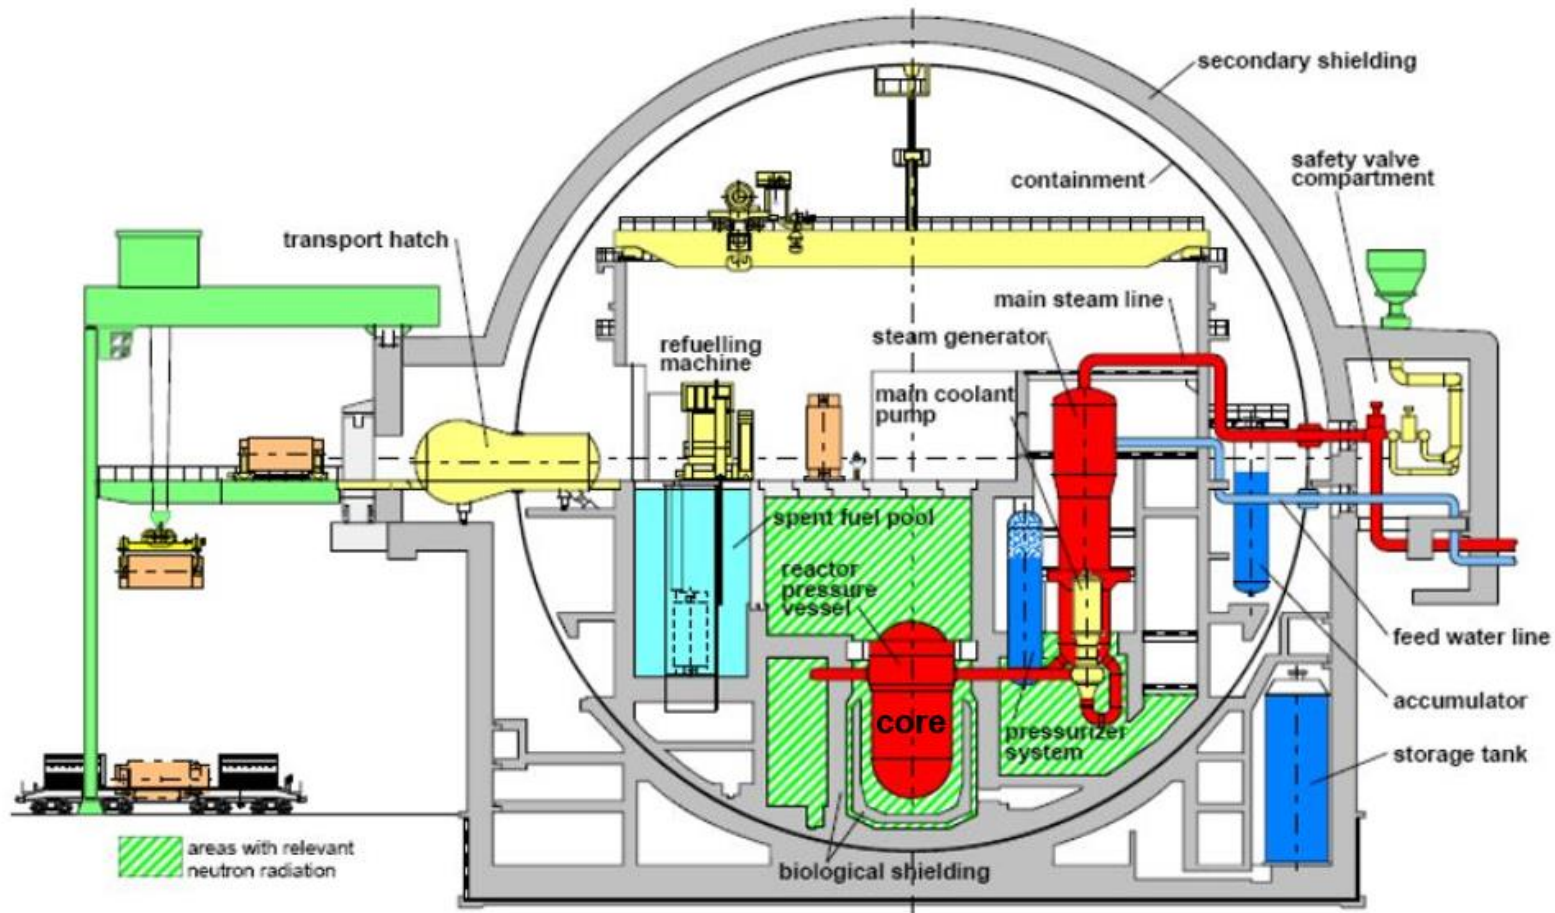 secondary shielding
safety valve
compartment
containment
transport hatch
main steam line
steam generator
refuelling
machine
main coolant
pump
spent fuel pool
reactor
pressure
vessel
feed water line
core
accumulator
pressurizer
system
storage tank
areas with relevant
neutron radiation
biological shielding